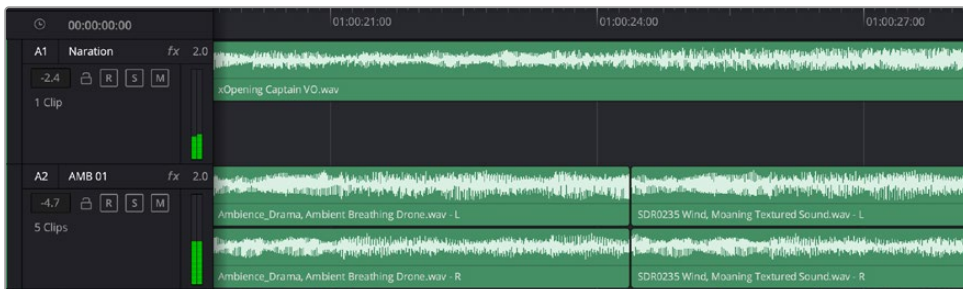 00:00:00:00 01:00:21:00 01:00:24:00 01:00:27:00
A1 Naration fx 2.0
-2.4 R S M
1 Clip
xOpening Captain VO.wav
A2 AMB 01 fx 2.0
-4.7 R S M
5 Clips
Ambience_Drama, Ambient Breathing Drone.wav - L
SDR0235 Wind, Moaning Textured Sound.wav - L
Ambience_Drama, Ambient Breathing Drone.wav - R
SDR0235 Wind, Moaning Textured Sound.wav - R